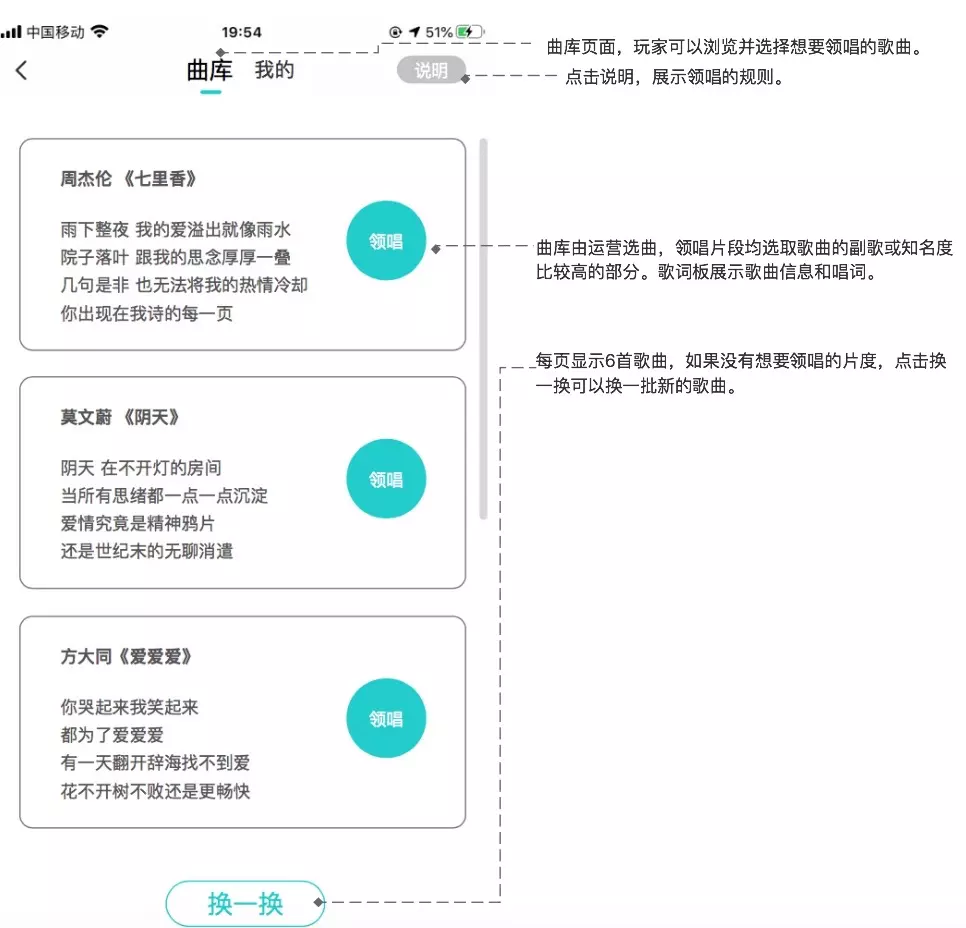 中国移动 19:54 51%
曲库 我的 说明
曲库页面，玩家可以浏览并选择想要领唱的歌曲。
点击说明，展示领唱的规则。
周杰伦 《七里香》
雨下整夜 我的爱溢出就像雨水
院子落叶 跟我的思念厚厚一叠
几句是非 也无法将我的热情冷却
你出现在我诗的每一页
领唱
曲库由运营选曲，领唱片段均选取歌曲的副歌或知名度
比较高的部分。歌词板展示歌曲信息和唱词。
每页显示6首歌曲，如果没有想要领唱的片度，点击换
一换可以换一批新的歌曲。
莫文蔚 《阴天》
阴天 在不开灯的房间
当所有思绪都一点一点沉淀
爱情究竟是精神鸦片
还是世纪末的无聊消遣
领唱
方大同《爱爱爱》
你哭起来我笑起来
都为了爱爱爱
有一天翻开辞海找不到爱
花不开树不败还是更畅快
领唱
换一换